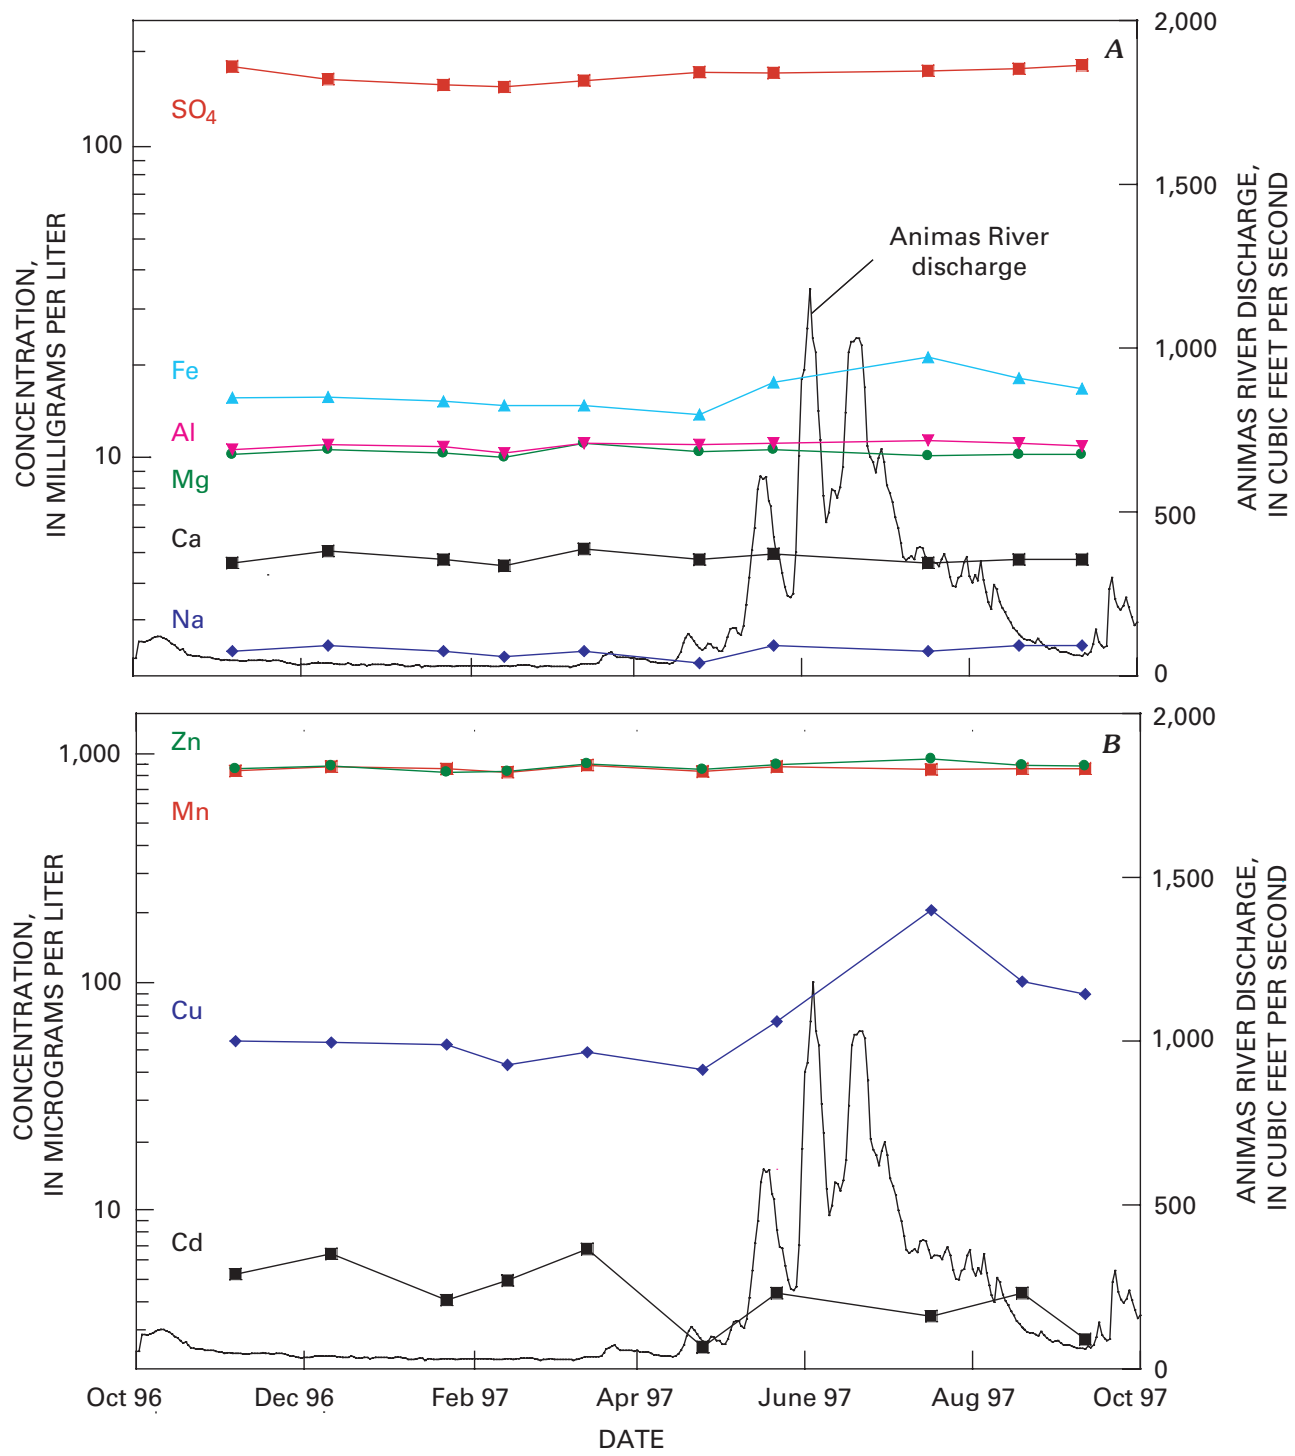 A
2,000
SO4
100
1,500
Animas River
discharge
CONCENTRATION,
IN MILLIGRAMS PER LITER
ANIMAS RIVER DISCHARGE,
IN CUBIC FEET PER SECOND
Fe
1,000
Al
10
Mg
500
Ca
Na
0
B
2,000
Zn
1,000
Mn
1,500
CONCENTRATION,
IN MICROGRAMS PER LITER
ANIMAS RIVER DISCHARGE,
IN CUBIC FEET PER SECOND
100
Cu
1,000
10
500
Cd
0
Oct 96 Dec 96 Feb 97 Apr 97 June 97 Aug 97 Oct 97
DATE